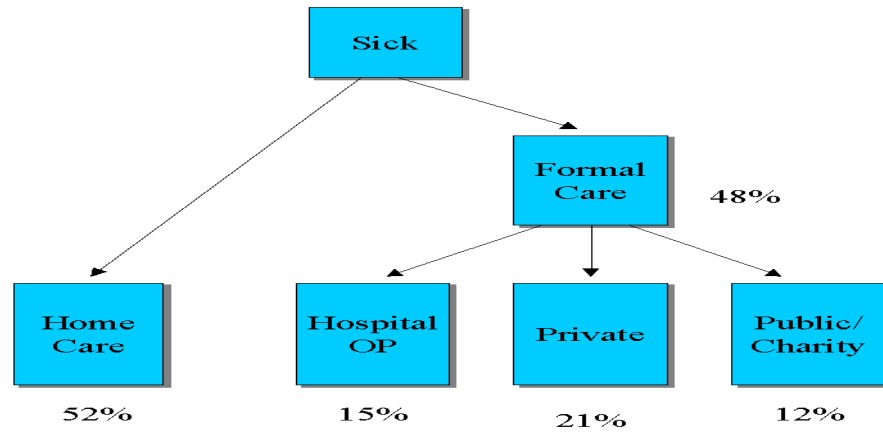 Sick
Formal
Care
48%
Home
Care
Hospital
OP
Private
Public/
Charity
52%
15%
21%
12%